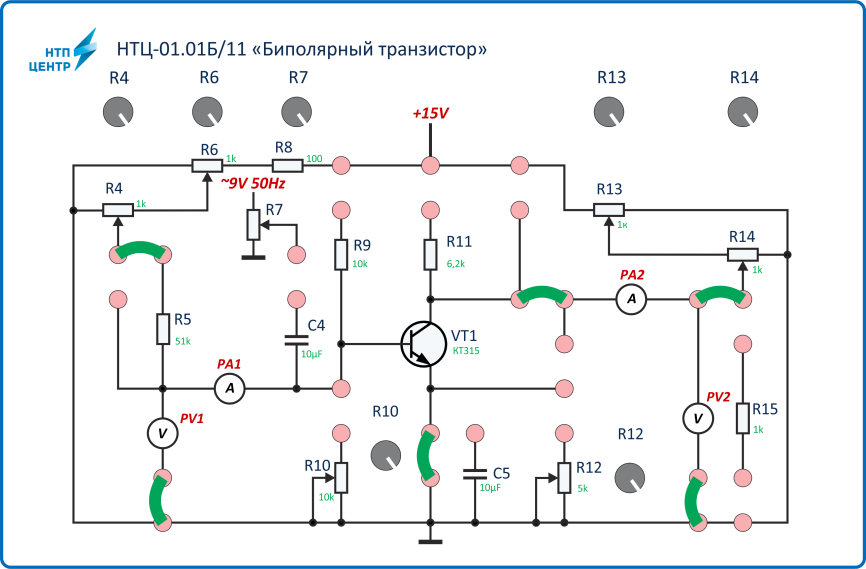 НТП
ЦЕНТР
НТЦ-01.01Б/11 «Биполярный транзистор»
R4
R6
R7
R13
R14
+15V
R6
1k
R8
100
~9V 50Hz
R4
1k
R7
R13
1к
R9
10k
R11
6,2k
R14
1k
PA2
A
R5
51k
C4
10µF
VT1
КТ315
PA1
A
PV1
V
R10
PV2
V
R15
1k
R12
R10
10k
C5
10µF
R12
5k